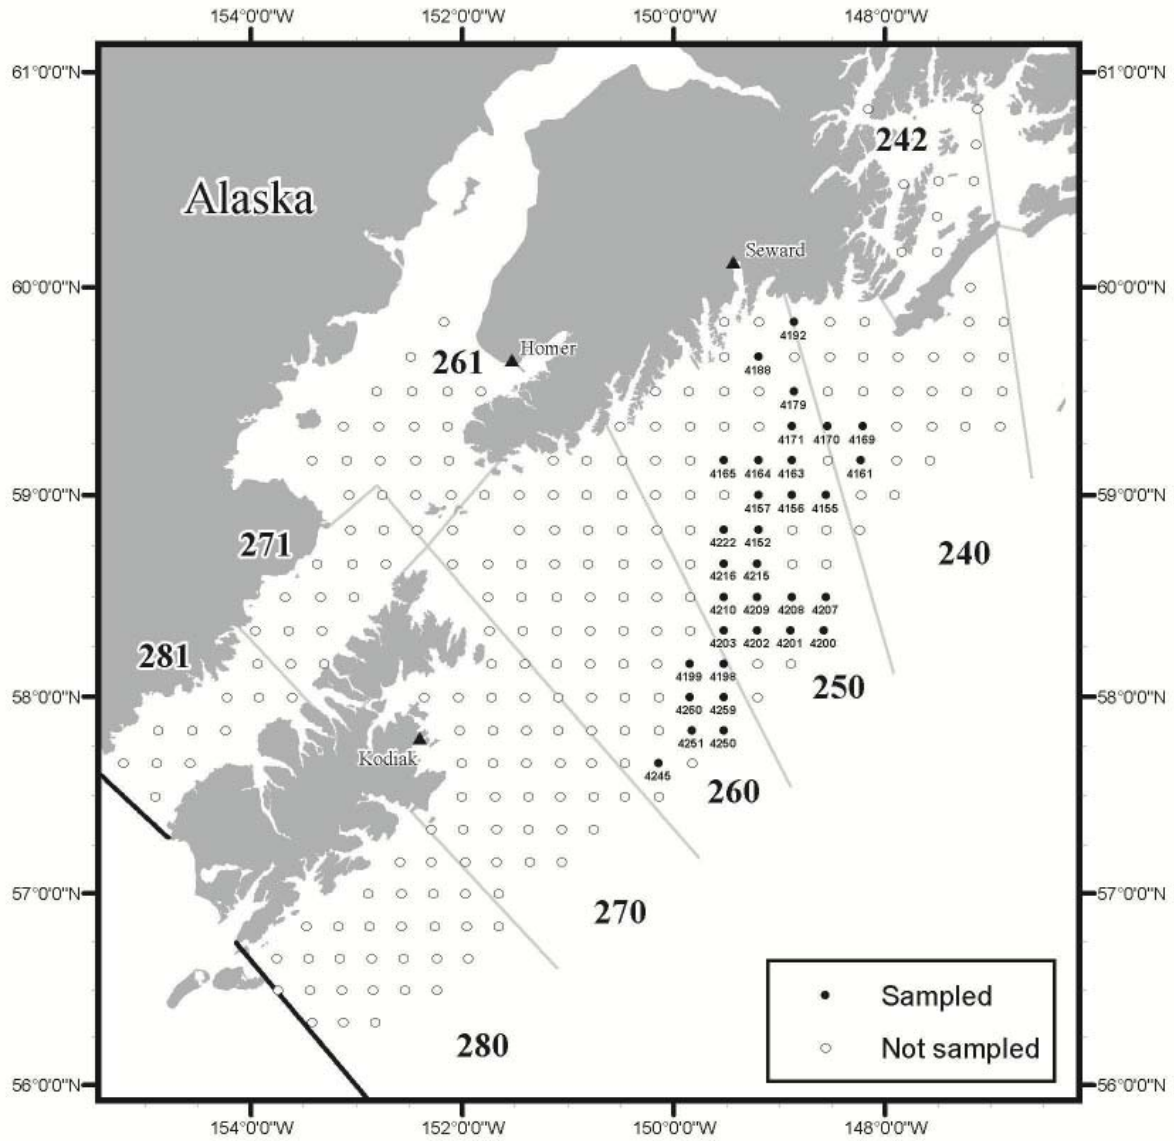 154°0'0"W 152°0'0"W 150°0'0"W 148°0'0"W
61°0'0"N 61°0'0"N
242
Alaska
Seward
60°0'0"N 60°0'0"N
4192
Homer
261
4188
4179
4171 4170 4169
4165 4164 4163 4161
59°0'0"N 59°0'0"N
4157 4156 4155
271
4222 4152
240
4216 4215
4210 4209 4208 4207
4203 4202 4201 4200
281
4199 4198
250
58°0'0"N 58°0'0"N
4260 4259
4251 4250
Kodiak
4245
260
57°0'0"N 57°0'0"N
270
Sampled
280
Not sampled
56°0'0"N 56°0'0"N
154°0'0"W 152°0'0"W 150°0'0"W 148°0'0"W